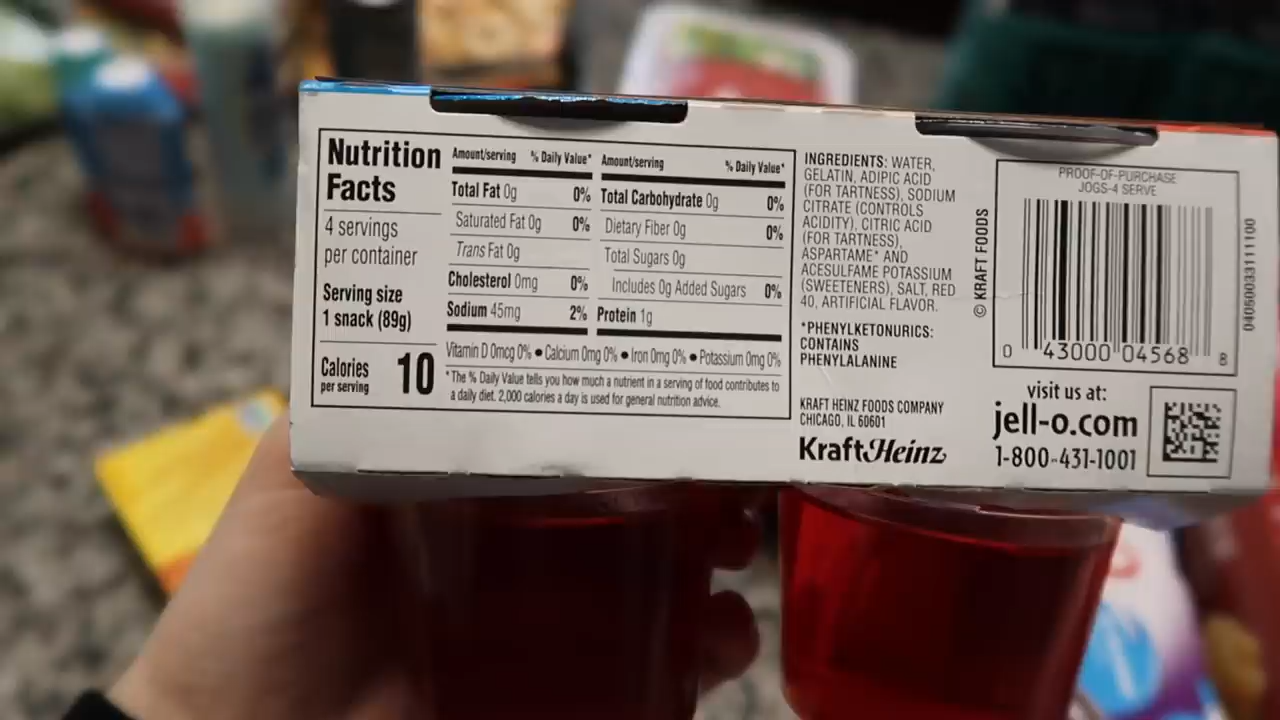 Nutrition
Facts
4 servings
per container
Serving size
1 snack (89g)
Calories
per serving
10
Amount/serving % Daily Value*
Total Fat 0g 0%
Saturated Fat 0g 0%
Trans Fat 0g
Cholesterol 0mg 0%
Sodium 45mg 2%
Amount/serving % Daily Value*
Total Carbohydrate 0g 0%
Dietary Fiber 0g 0%
Total Sugars 0g
Includes 0g Added Sugars 0%
Protein 1g
Vitamin D 0mcg 0% • Calcium 0mg 0% • Iron 0mg 0% • Potassium 0mg 0%
*The % Daily Value tells you how much a nutrient in a serving of food contributes to
a daily diet. 2,000 calories a day is used for general nutrition advice.
INGREDIENTS: WATER,
GELATIN, ADIPIC ACID
(FOR TARTNESS), SODIUM
CITRATE (CONTROLS
ACIDITY), CITRIC ACID
(FOR TARTNESS),
ASPARTAME* AND
ACESULFAME POTASSIUM
(SWEETENERS), SALT, RED
40, ARTIFICIAL FLAVOR.
*PHENYLKETONURICS:
CONTAINS
PHENYLALANINE
KRAFT HEINZ FOODS COMPANY
CHICAGO, IL 60601
KraftHeinz
© KRAFT FOODS
PROOF-OF-PURCHASE
JOGS-4 SERVE
0 43000 04568 8
visit us at:
jell-o.com
1-800-431-1001